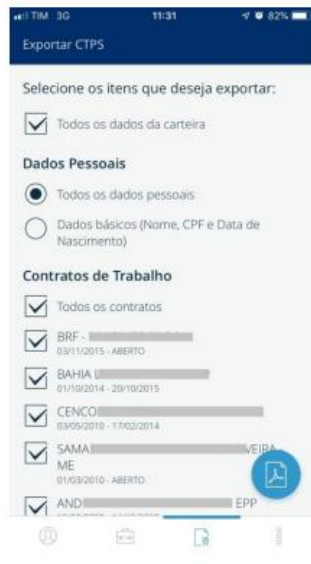 TIM 3G 11:31 82%
Exportar CTPS
Selecione os itens que deseja exportar:
Todos os dados da carteira
Dados Pessoais
Todos os dados pessoais
Dados básicos (Nome, CPF e Data de
Nascimento)
Contratos de Trabalho
Todos os contratos
BRF -
03/11/2015 - ABERTO
BAHIA
01/10/2014 - 20/10/2015
CENCO
03/05/2010 - 17/02/2014
SAMA VEIRA
ME
01/03/2010 - ABERTO
AND EPP